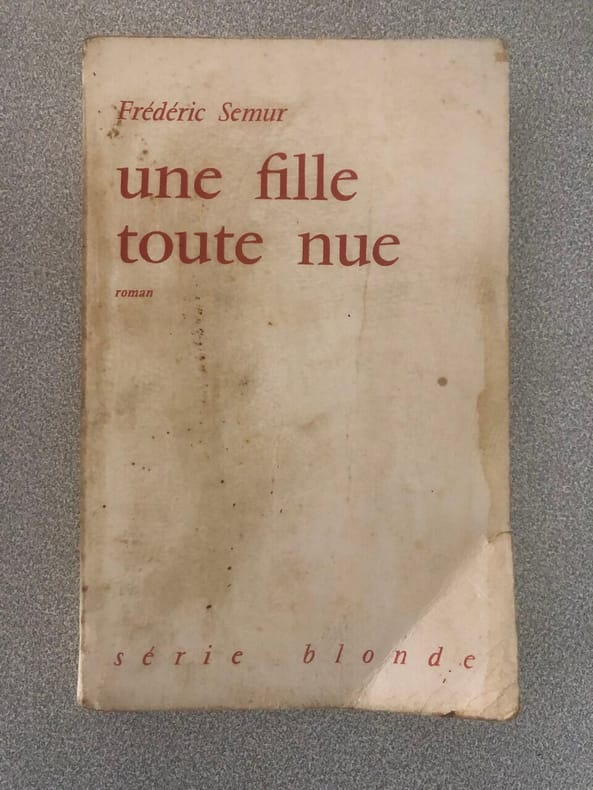 Frédéric Semur
une fille
toute nue
roman
série blonde